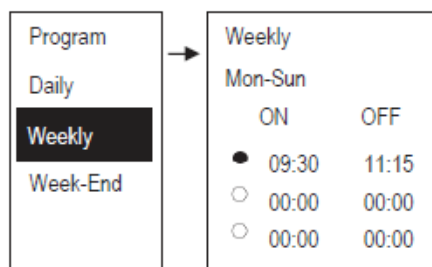 Program
Daily
Weekly
Week-End
Weekly
Mon-Sun
ON OFF
09:30 11:15
00:00 00:00
00:00 00:00